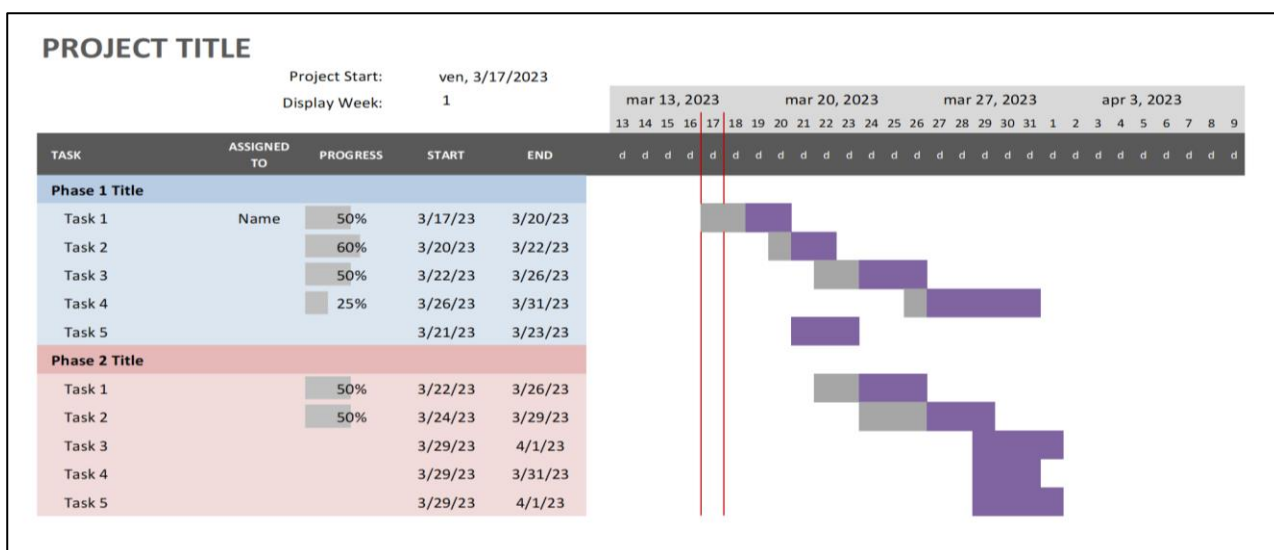 PROJECT TITLE
Project Start: ven, 3/17/2023
Display Week: 1
mar 13, 2023 mar 20, 2023 mar 27, 2023 apr 3, 2023
13 14 15 16 17 18 19 20 21 22 23 24 25 26 27 28 29 30 31 1 2 3 4 5 6 7 8 9
TASK ASSIGNED TO PROGRESS START END d d d d d d d d d d d d d d d d d d d d d d d d d d d d
Phase 1 Title
Task 1 Name 50% 3/17/23 3/20/23
Task 2 60% 3/20/23 3/22/23
Task 3 50% 3/22/23 3/26/23
Task 4 25% 3/26/23 3/31/23
Task 5 3/21/23 3/23/23
Phase 2 Title
Task 1 50% 3/22/23 3/26/23
Task 2 50% 3/24/23 3/29/23
Task 3 3/29/23 4/1/23
Task 4 3/29/23 3/31/23
Task 5 3/29/23 4/1/23